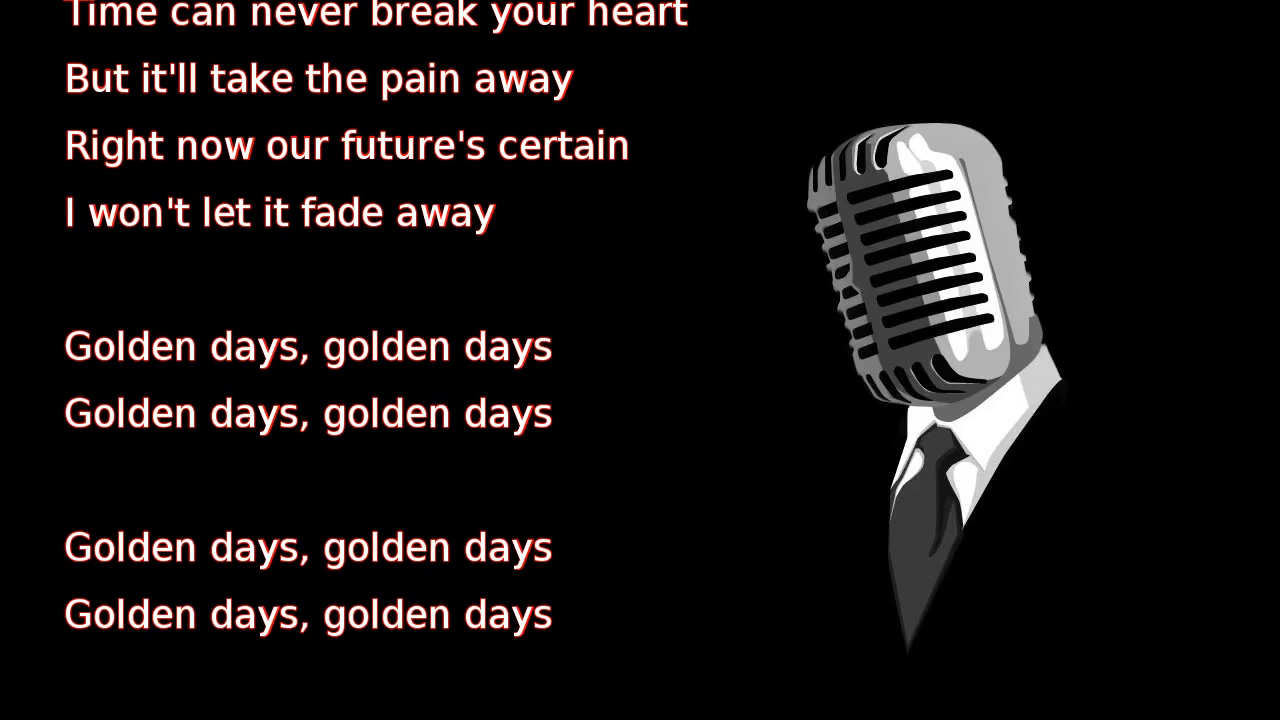 Time can never break your heart
But it'll take the pain away
Right now our future's certain
I won't let it fade away
Golden days, golden days
Golden days, golden days
Golden days, golden days
Golden days, golden days